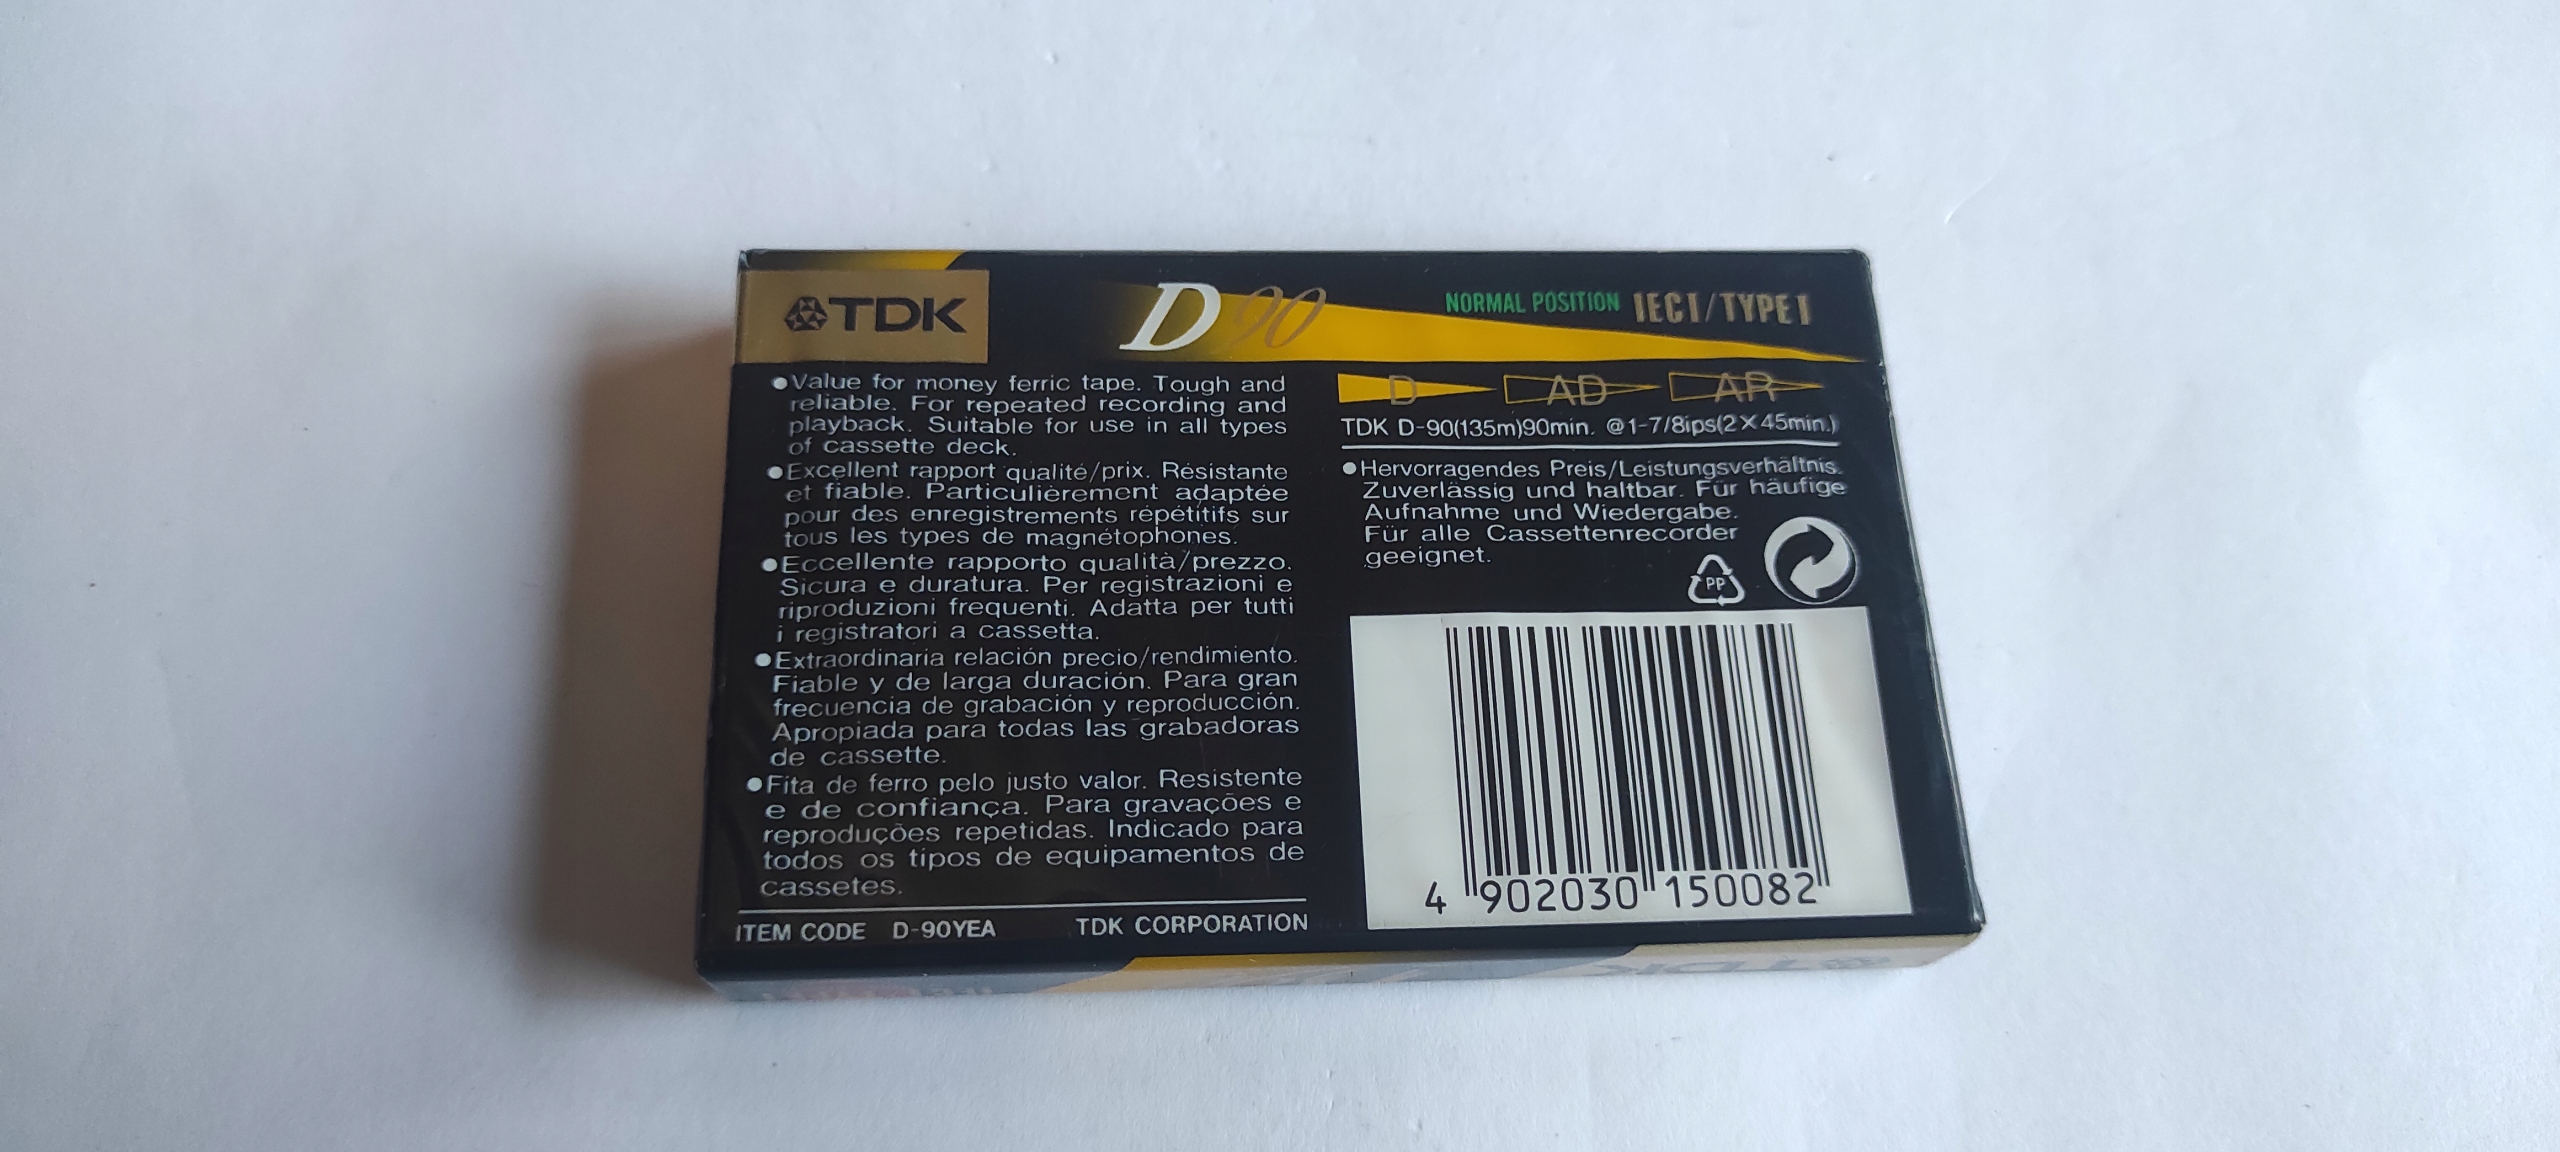 TDK
D90
NORMAL POSITION IEC I/TYPE I
●Value for money ferric tape. Tough and
reliable. For repeated recording and
playback. Suitable for use in all types
of cassette deck.
●Excellent rapport qualité/prix. Résistante
et fiable. Particulièrement adaptée
pour des enregistrements répétitifs sur
tous les types de magnétophones.
●Eccellente rapporto qualità/prezzo.
Sicura e duratura. Per registrazioni e
riproduzioni frequenti. Adatta per tutti
i registratori a cassetta.
●Extraordinaria relación precio/rendimiento.
Fiable y de larga duración. Para gran
frecuencia de grabación y reproducción.
Apropiada para todas las grabadoras
de cassette.
●Fita de ferro pelo justo valor. Resistente
e de confiança. Para gravações e
reproduções repetidas. Indicado para
todos os tipos de equipamentos de
cassetes.
ITEM CODE D-90YEA TDK CORPORATION
D AD AR
TDK D-90(135m)90min. @1-7/8ips(2×45min.)
●Hervorragendes Preis/Leistungsverhältnis.
Zuverlässig und haltbar. Für häufige
Aufnahme und Wiedergabe.
Für alle Cassettenrecorder
geeignet.
PP
4 902030 150082
TDK